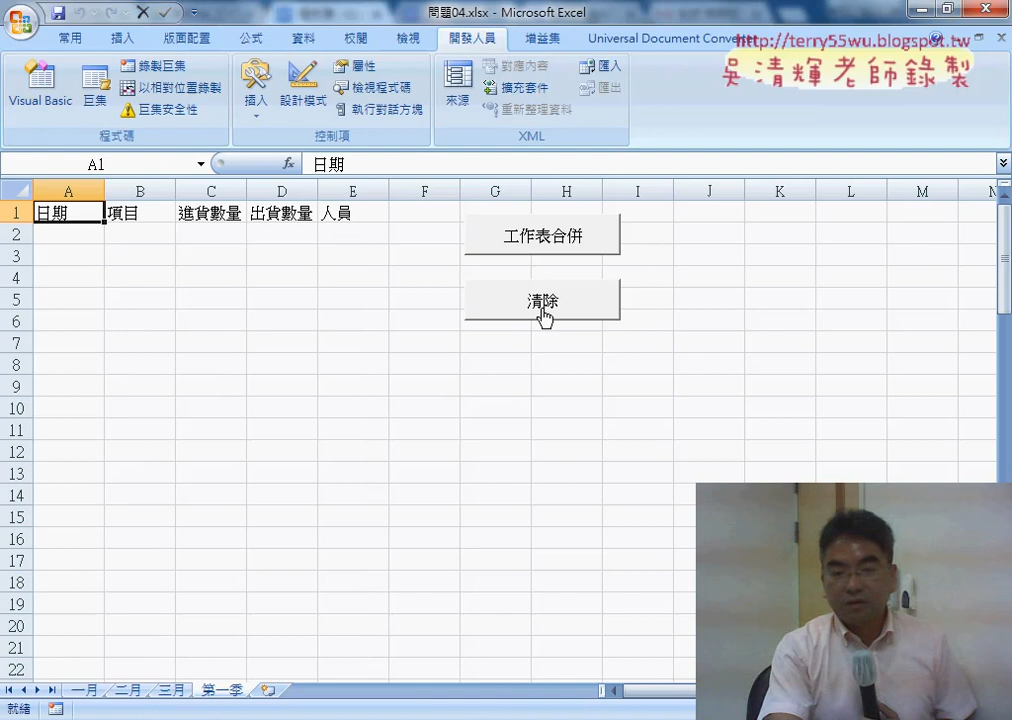 問題04.xlsx - Microsoft Excel
常用 插入 版面配置 公式 資料 校閱 檢視 開發人員 增益集 Universal Document Conve
http://terry55wu.blogspot.tw
吳清輝老師錄製
Visual Basic 巨集 錄製巨集 以相對位置錄製 巨集安全性
程式碼
插入 設計模式 屬性 檢視程式碼 執行對話方塊
控制項
來源 對應內容 擴充套件 重新整理資料 匯入 匯出
XML
A1 fx 日期
A B C D E F G H I J K L M
1 日期 項目 進貨數量 出貨數量 人員
工作表合併
清除
2
3
4
5
6
7
8
9
10
11
12
13
14
15
16
17
18
19
20
21
22
一月 二月 三月 第一季
就緒